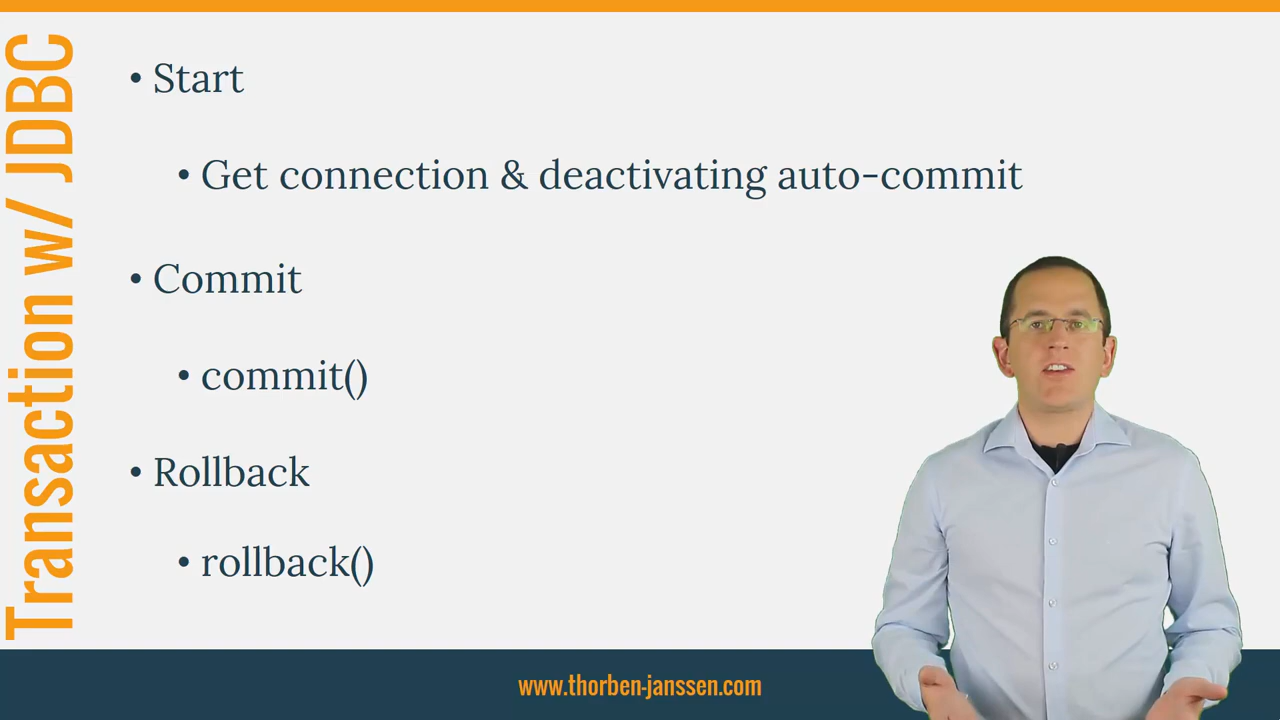 Transaction w/ JDBC
• Start
• Get connection & deactivating auto-commit
• Commit
• commit()
• Rollback
• rollback()
www.thorben-janssen.com